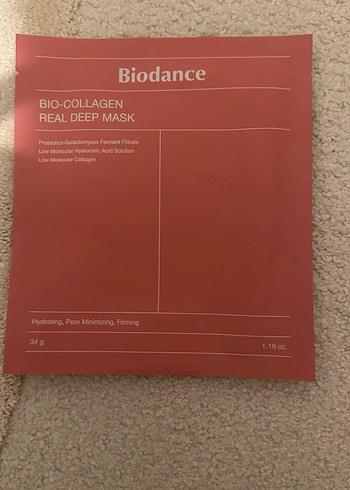 Biodance
BIO-COLLAGEN
REAL DEEP MASK
Probiotics-Galactomyces Ferment Filtrate
Low Molecular Hyaluronic Acid Solution
Low Molecular Collagen
Hydrating, Pore Minimizing, Firming
34 g
1.19 oz.